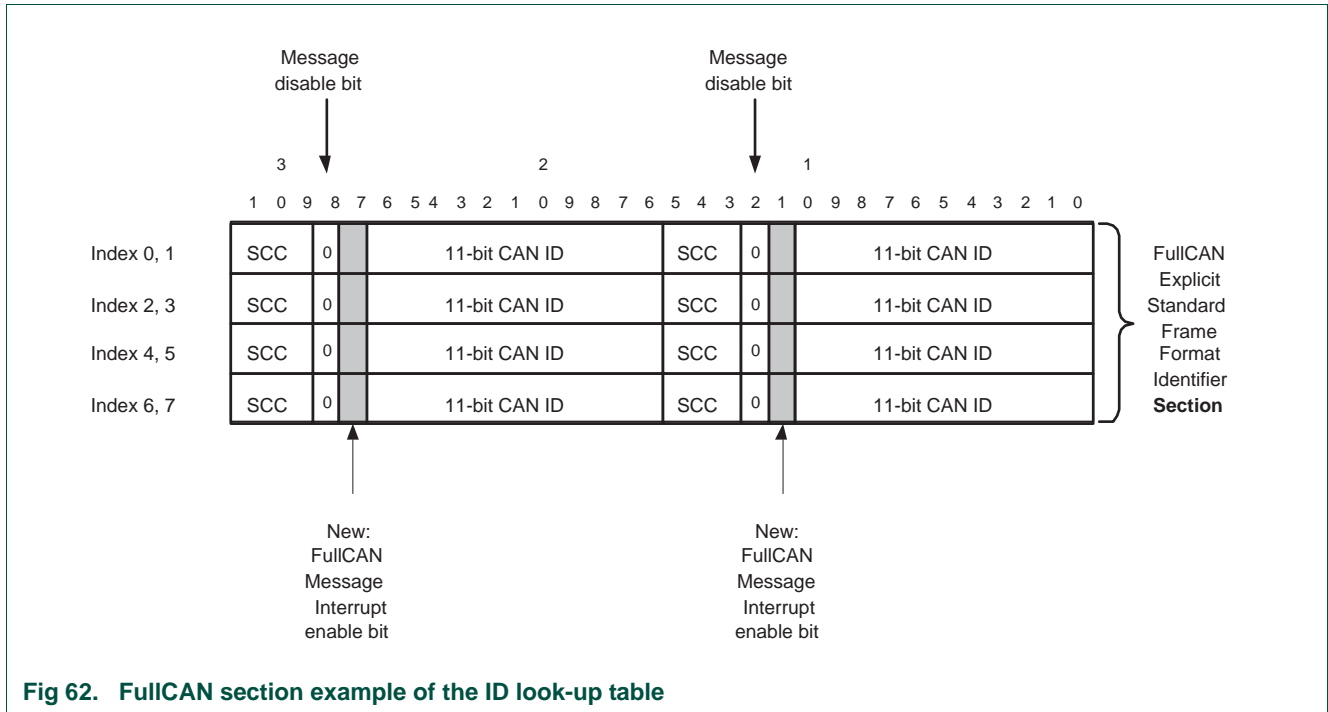 Message
disable bit
Message
disable bit
3 2 1
1 0 9 8 7 6 5 4 3 2 1 0 9 8 7 6 5 4 3 2 1 0 9 8 7 6 5 4 3 2 1 0
Index 0, 1 SCC 0 11-bit CAN ID SCC 0 11-bit CAN ID
Index 2, 3 SCC 0 11-bit CAN ID SCC 0 11-bit CAN ID
Index 4, 5 SCC 0 11-bit CAN ID SCC 0 11-bit CAN ID
Index 6, 7 SCC 0 11-bit CAN ID SCC 0 11-bit CAN ID
FullCAN
Explicit
Standard
Frame
Format
Identifier
Section
New:
FullCAN
Message
Interrupt
enable bit
New:
FullCAN
Message
Interrupt
enable bit
Fig 62. FullCAN section example of the ID look-up table